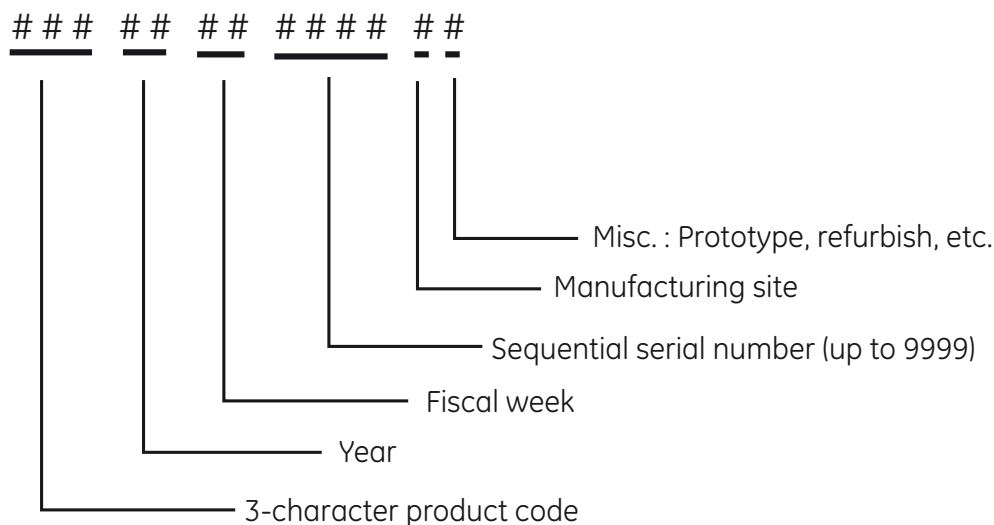 ### ## ## #### # #
Misc. : Prototype, refurbish, etc.
Manufacturing site
Sequential serial number (up to 9999)
Fiscal week
Year
3-character product code